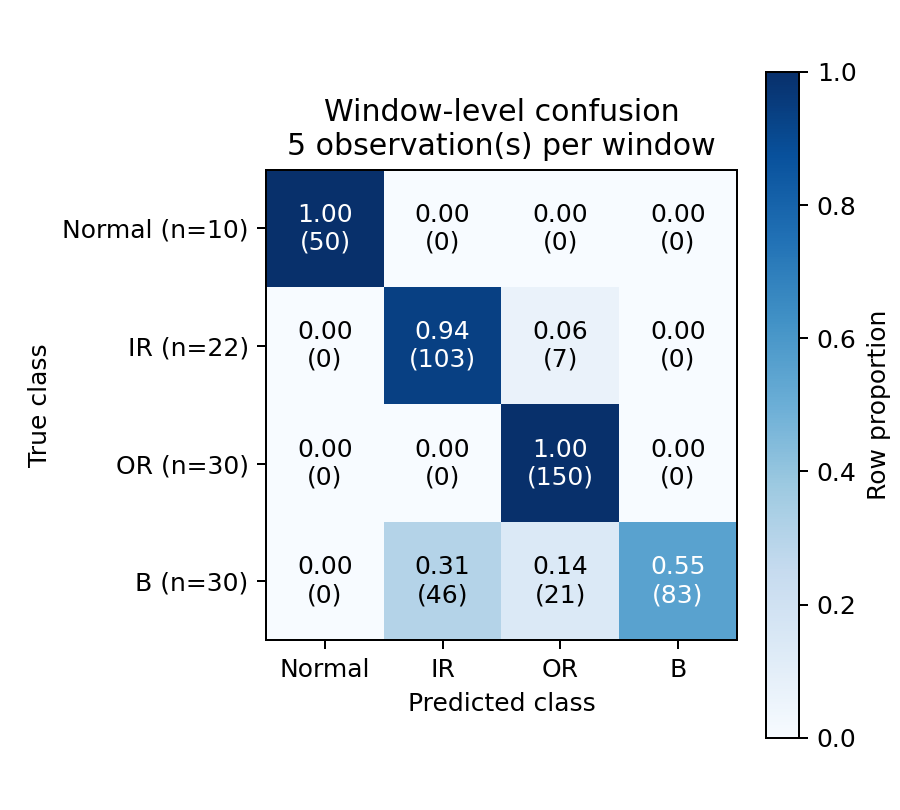 Window-level confusion
5 observation(s) per window
Normal (n=10)
1.00 0.00 0.00 0.00
(50) (0) (0) (0)
IR (n=22)
0.00 0.94 0.06 0.00
(0) (103) (7) (0)
OR (n=30)
0.00 0.00 1.00 0.00
(0) (0) (150) (0)
B (n=30)
0.00 0.31 0.14 0.55
(0) (46) (21) (83)
Normal IR OR B
Predicted class
True class
1.0
0.8
0.6
0.4
0.2
0.0
Row proportion